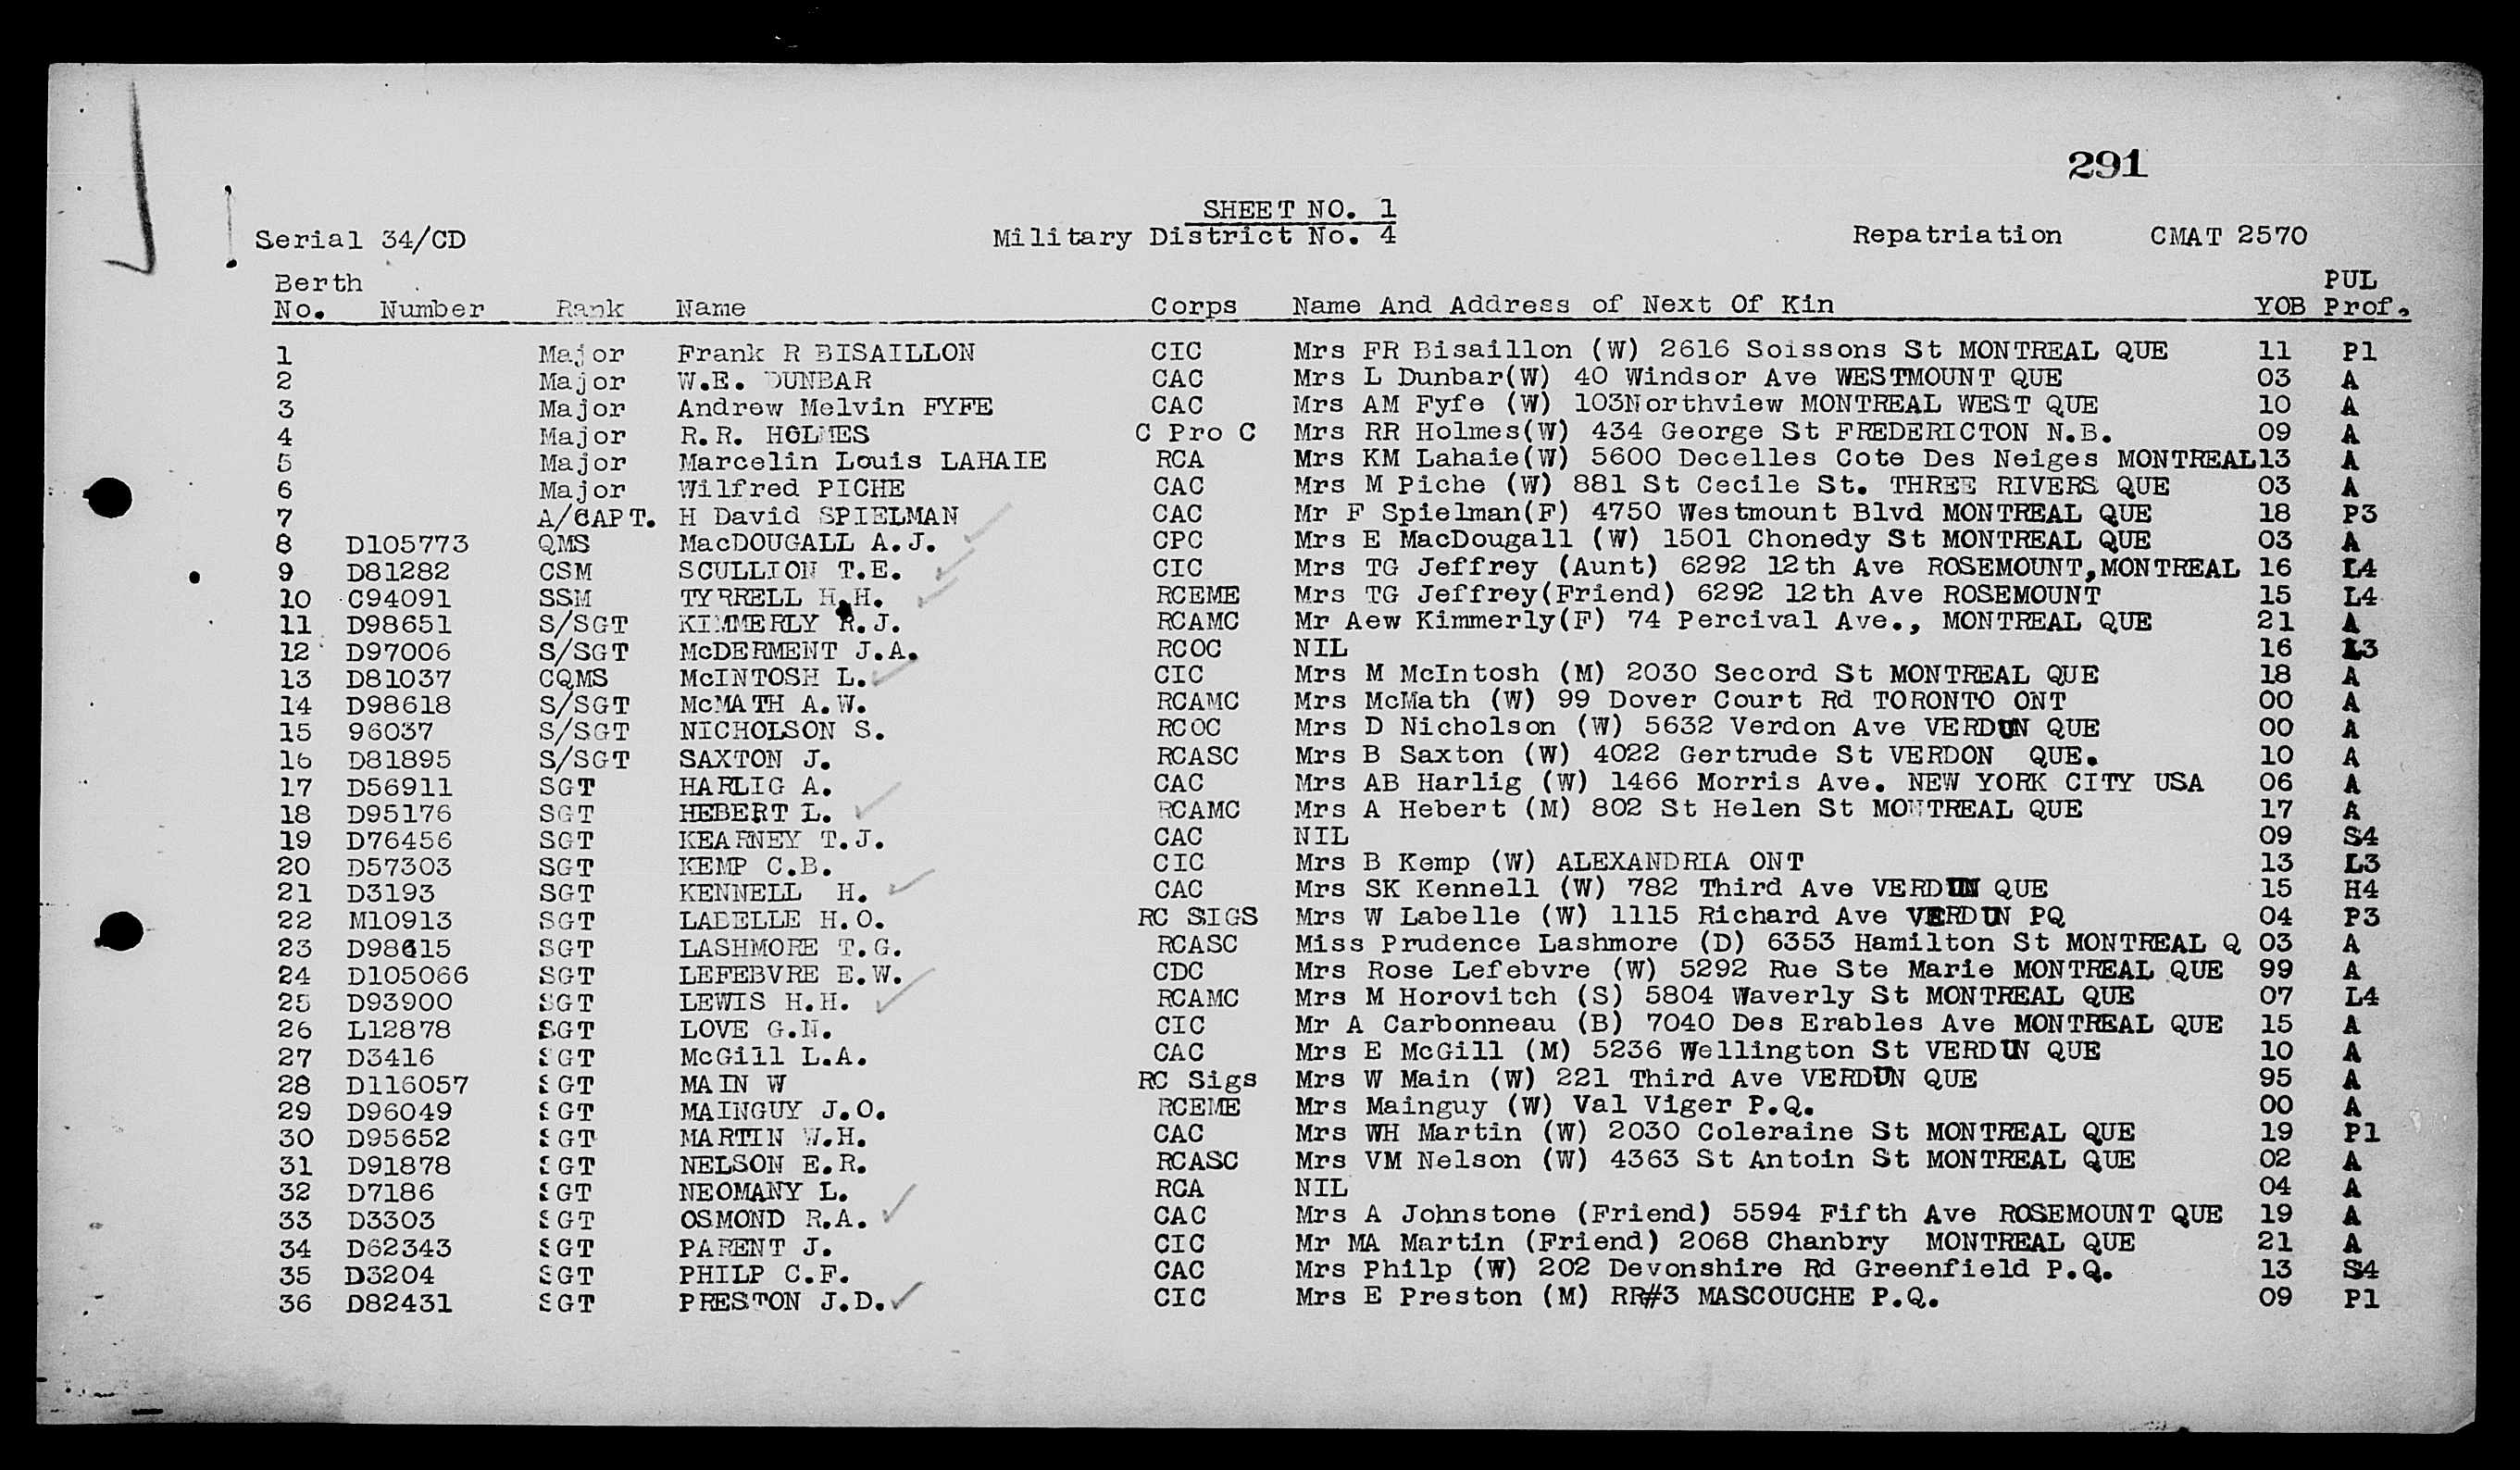 291
SHEET NO. 1
Serial 34/CD Military District No. 4 Repatriation CMAT 2570
Berth PUL
No. Number Rank Name Corps Name And Address of Next Of Kin YOB Prof.
1 Major Frank R BISAILLON CIC Mrs FR Bisaillon (W) 2616 Soissons St MONTREAL QUE 11 P1
2 Major W.E. DUNBAR CAC Mrs L Dunbar(W) 40 Windsor Ave WESTMOUNT QUE 03 A
3 Major Andrew Melvin FYFE CAC Mrs AM Fyfe (W) 103Northview MONTREAL WEST QUE 10 A
4 Major R.R. HOLMES C Pro C Mrs RR Holmes(W) 434 George St FREDERICTON N.B. 09 A
5 Major Marcelin Louis LAHAIE RCA Mrs KM Lahaie(W) 5600 Decelles Cote Des Neiges MONTREAL13 A
6 Major Wilfred PICHE CAC Mrs M Piche (W) 881 St Cecile St. THREE RIVERS QUE 03 A
7 A/CAPT. H David SPIELMAN CAC Mr F Spielman(F) 4750 Westmount Blvd MONTREAL QUE 18 P3
8 D105773 QMS MacDOUGALL A.J. CPC Mrs E MacDougall (W) 1501 Chonedy St MONTREAL QUE 03 A
9 D81282 CSM SCULLION T.E. CIC Mrs TG Jeffrey (Aunt) 6292 12th Ave ROSEMOUNT,MONTREAL 16 L4
10 C94091 SSM TYRRELL H.H. RCEME Mrs TG Jeffrey(Friend) 6292 12th Ave ROSEMOUNT 15 L4
11 D98651 S/SGT KIMMERLY R.J. RCAMC Mr Aew Kimmerly(F) 74 Percival Ave., MONTREAL QUE 21 A
12 D97006 S/SGT McDERMENT J.A. RCOC NIL 16 L3
13 D81037 CQMS McINTOSH L. CIC Mrs M McIntosh (M) 2030 Secord St MONTREAL QUE 18 A
14 D98618 S/SGT McMATH A.W. RCAMC Mrs McMath (W) 99 Dover Court Rd TORONTO ONT 00 A
15 96037 S/SGT NICHOLSON S. RCOC Mrs D Nicholson (W) 5632 Verdon Ave VERDUN QUE 00 A
16 D81895 S/SGT SAXTON J. RCASC Mrs B Saxton (W) 4022 Gertrude St VERDON QUE. 10 A
17 D56911 SGT HARLIG A. CAC Mrs AB Harlig (W) 1466 Morris Ave. NEW YORK CITY USA 06 A
18 D95176 SGT HEBERT L. RCAMC Mrs A Hebert (M) 802 St Helen St MONTREAL QUE 17 A
19 D76456 SGT KEARNEY T.J. CAC NIL 09 S4
20 D57303 SGT KEMP C.B. CIC Mrs B Kemp (W) ALEXANDRIA ONT 13 L3
21 D3193 SGT KENNELL H. CAC Mrs SK Kennell (W) 782 Third Ave VERDUN QUE 15 H4
22 M10913 SGT LABELLE H.O. RC SIGS Mrs W Labelle (W) 1115 Richard Ave VERDUN PQ 04 P3
23 D98615 SGT LASHMORE T.G. RCASC Miss Prudence Lashmore (D) 6353 Hamilton St MONTREAL Q 03 A
24 D105066 SGT LEFEBVRE E.W. CDC Mrs Rose Lefebvre (W) 5292 Rue Ste Marie MONTREAL QUE 99 A
25 D93900 SGT LEWIS H.H. RCAMC Mrs M Horovitch (S) 5804 Waverly St MONTREAL QUE 07 L4
26 L12878 SGT LOVE G.N. CIC Mr A Carbonneau (B) 7040 Des Erables Ave MONTREAL QUE 15 A
27 D3416 SGT McGill L.A. CAC Mrs E McGill (M) 5236 Wellington St VERDUN QUE 10 A
28 D116057 SGT MAIN W RC Sigs Mrs W Main (W) 221 Third Ave VERDUN QUE 95 A
29 D96049 SGT MAINGUY J.O. RCEME Mrs Mainguy (W) Val Viger P.Q. 00 A
30 D95652 SGT MARTIN W.H. CAC Mrs WH Martin (W) 2030 Coleraine St MONTREAL QUE 19 P1
31 D91878 SGT NELSON E.R. RCASC Mrs VM Nelson (W) 4363 St Antoin St MONTREAL QUE 02 A
32 D7186 SGT NEOMANY L. RCA NIL 04 A
33 D3303 SGT OSMOND R.A. CAC Mrs A Johnstone (Friend) 5594 Fifth Ave ROSEMOUNT QUE 19 A
34 D62343 SGT PARENT J. CIC Mr MA Martin (Friend) 2068 Chanbry MONTREAL QUE 21 A
35 D3204 SGT PHILP C.F. CAC Mrs Philp (W) 202 Devonshire Rd Greenfield P.Q. 13 S4
36 D82431 SGT PRESTON J.D. CIC Mrs E Preston (M) RR#3 MASCOUCHE P.Q. 09 P1